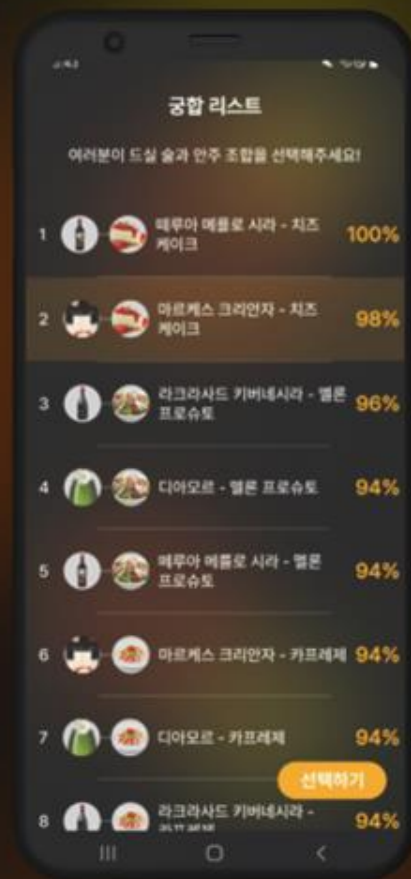 궁합 리스트
여러분이 드실 술과 안주 조합을 선택해주세요!
1 떼루아 메를로 시라 - 치즈 100%
케이크
2 마르케스 크리안자 - 치즈 98%
케이크
3 라크라사드 키버네시라 - 멜론 96%
프로슈토
4 디아모르 - 멜론 프로슈토 94%
5 떼루아 메를로 시라 - 멜론 94%
프로슈토
6 마르케스 크리안자 - 카프레제 94%
7 디아모르 - 카프레제 94%
선택하기
8 라크라사드 키버네시라 - 94%